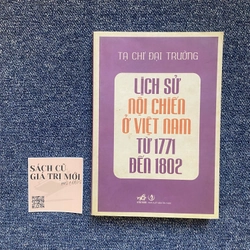 TẠ CHÍ ĐẠI TRƯỜNG
LỊCH SỬ
NỘI CHIẾN
Ở VIỆT NAM
TỪ 1771
ĐẾN 1802
SÁCH CŨ
GIÁ TRỊ MỚI